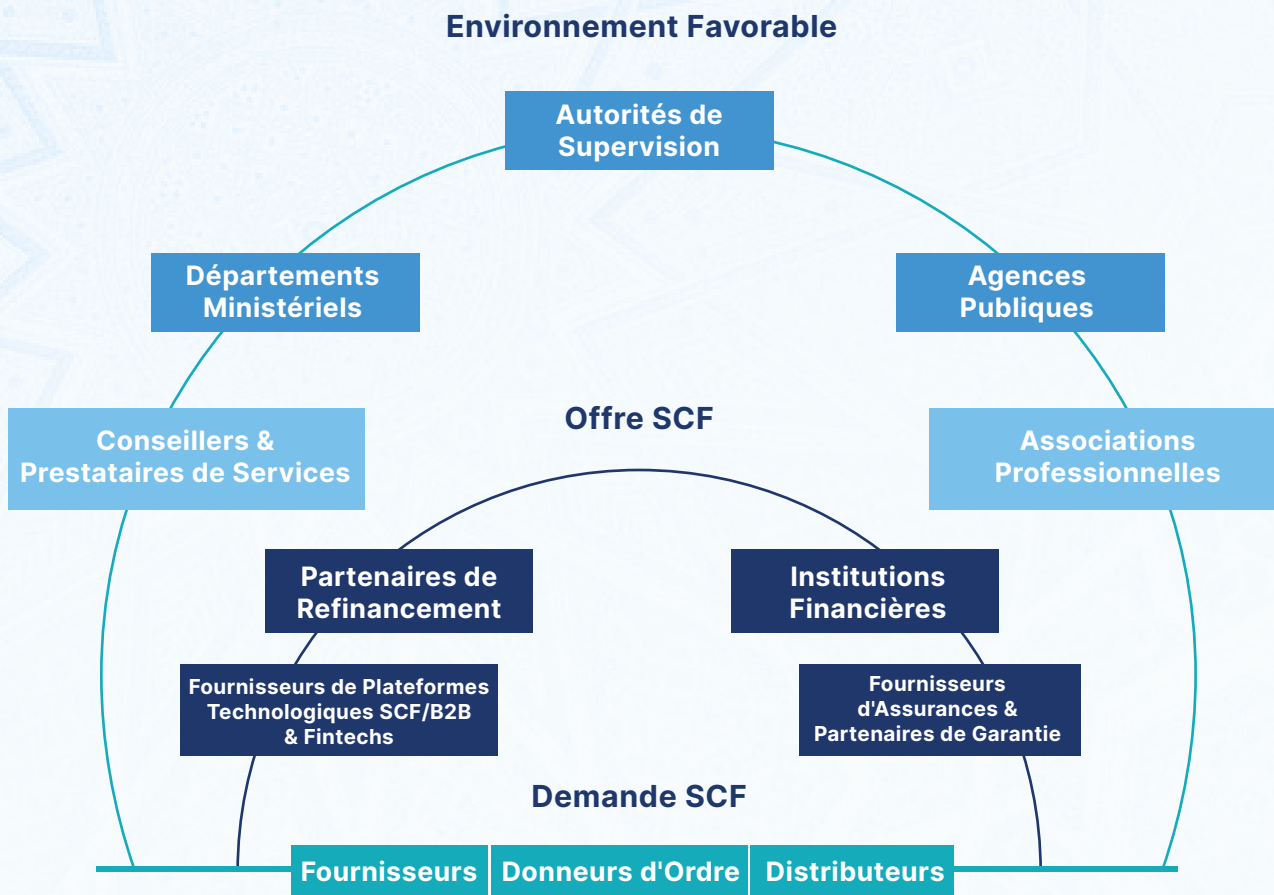 Environnement Favorable
Autorités de
Supervision
Départements
Ministériels
Agences
Publiques
Conseillers &
Prestataires de Services
Associations
Professionnelles
Offre SCF
Partenaires de
Refinancement
Institutions
Financières
Fournisseurs de Plateformes
Technologiques SCF/B2B
& Fintechs
Fournisseurs
d'Assurances &
Partenaires de Garantie
Demande SCF
Fournisseurs
Donneurs d'Ordre
Distributeurs